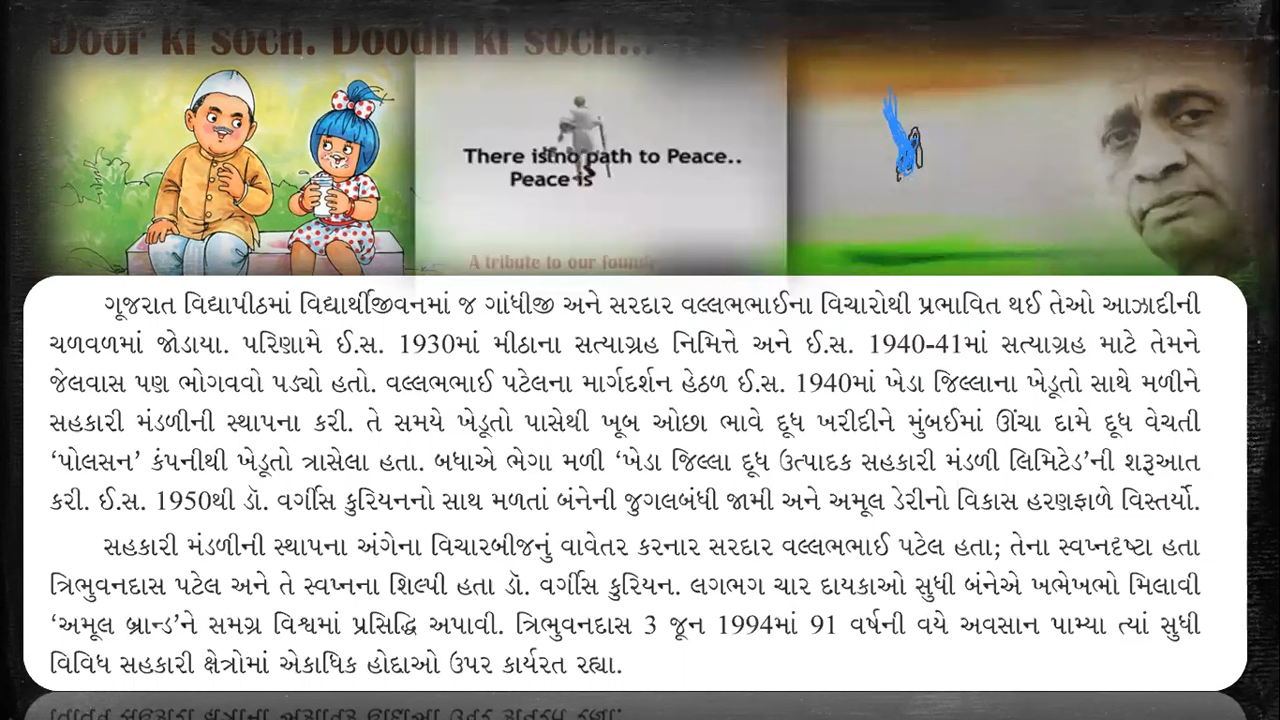 Door ki soch. Doodh ki soch...
There is no path to Peace..
Peace is
A tribute to our
ગૂજરાત વિદ્યાપીઠમાં વિદ્યાર્થીજીવનમાં જ ગાંધીજી અને સરદાર વલ્લભભાઈના વિચારોથી પ્રભાવિત થઈ તેઓ આઝાદીની
ચળવળમાં જોડાયા. પરિણામે ઈ.સ. 1930માં મીઠાના સત્યાગ્રહ નિમિત્તે અને ઈ.સ. 1940-41માં સત્યાગ્રહ માટે તેમને
જેલવાસ પણ ભોગવવો પડ્યો હતો. વલ્લભભાઈ પટેલના માર્ગદર્શન હેઠળ ઈ.સ. 1940માં ખેડા જિલ્લાના ખેડૂતો સાથે મળીને
સહકારી મંડળીની સ્થાપના કરી. તે સમયે ખેડૂતો પાસેથી ખૂબ ઓછા ભાવે દૂધ ખરીદીને મુંબઈમાં ઊંચા દામે દૂધ વેચતી
‘પોલસન’ કંપનીથી ખેડૂતો ત્રાસેલા હતા. બધાએ ભેગા મળી ‘ખેડા જિલ્લા દૂધ ઉત્પાદક સહકારી મંડળી લિમિટેડ’ની શરૂઆત
કરી. ઈ.સ. 1950થી ડૉ. વર્ગીસ કુરિયનનો સાથ મળતાં બંનેની જુગલબંધી જામી અને અમૂલ ડેરીનો વિકાસ હરણફાળે વિસ્તર્યો.
સહકારી મંડળીની સ્થાપના અંગેના વિચારબીજનું વાવેતર કરનાર સરદાર વલ્લભભાઈ પટેલ હતા; તેના સ્વપ્નદૃષ્ટા હતા
ત્રિભુવનદાસ પટેલ અને તે સ્વપ્નના શિલ્પી હતા ડૉ. વર્ગીસ કુરિયન. લગભગ ચાર દાયકાઓ સુધી બંનેએ ખભેખભો મિલાવી
‘અમૂલ બ્રાન્ડ’ને સમગ્ર વિશ્વમાં પ્રસિદ્ધિ અપાવી. ત્રિભુવનદાસ 3 જૂન 1994માં 91 વર્ષની વયે અવસાન પામ્યા ત્યાં સુધી
વિવિધ સહકારી ક્ષેત્રોમાં એકાધિક હોદ્દાઓ ઉપર કાર્યરત રહ્યા.